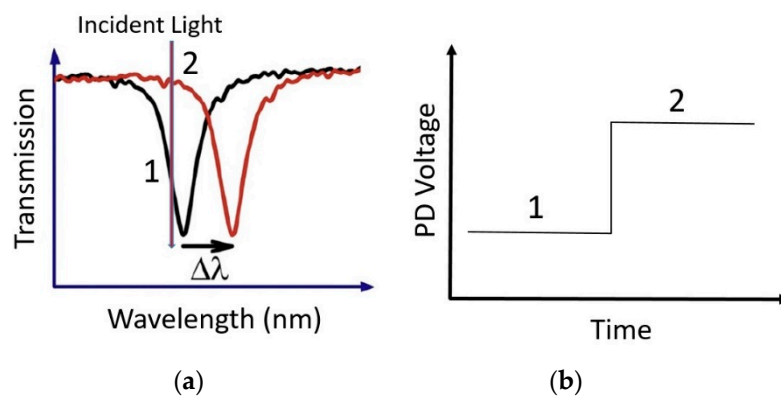 Incident Light
2
1
Transmission
Δλ
Wavelength (nm)
(a)
PD Voltage
1
2
Time
(b)